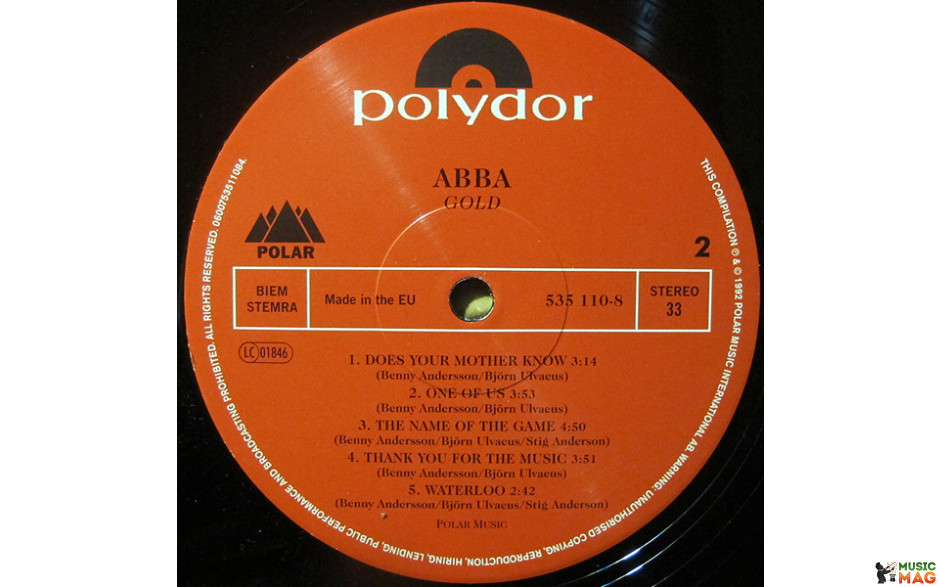 polydor
ABBA
GOLD
POLAR
2
BIEM
STEMRA
Made in the EU
535 110-8
STEREO
33
LC 01846
1. DOES YOUR MOTHER KNOW 3:14
(Benny Andersson/Björn Ulvaeus)
2. ONE OF US 3:53
(Benny Andersson/Björn Ulvaeus)
3. THE NAME OF THE GAME 4:50
(Benny Andersson/Björn Ulvaeus/Stig Anderson)
4. THANK YOU FOR THE MUSIC 3:51
(Benny Andersson/Björn Ulvaeus)
5. WATERLOO 2:42
(Benny Andersson/Björn Ulvaeus/Stig Anderson)
POLAR MUSIC
THIS COMPILATION ℗ & © 1992 POLAR MUSIC INTERNATIONAL AB. WARNING: UNAUTHORISED COPYING, REPRODUCTION, HIRING, LENDING, PUBLIC PERFORMANCE AND BROADCASTING PROHIBITED. ALL RIGHTS RESERVED. 0600753511084.
MUSIC
MAG